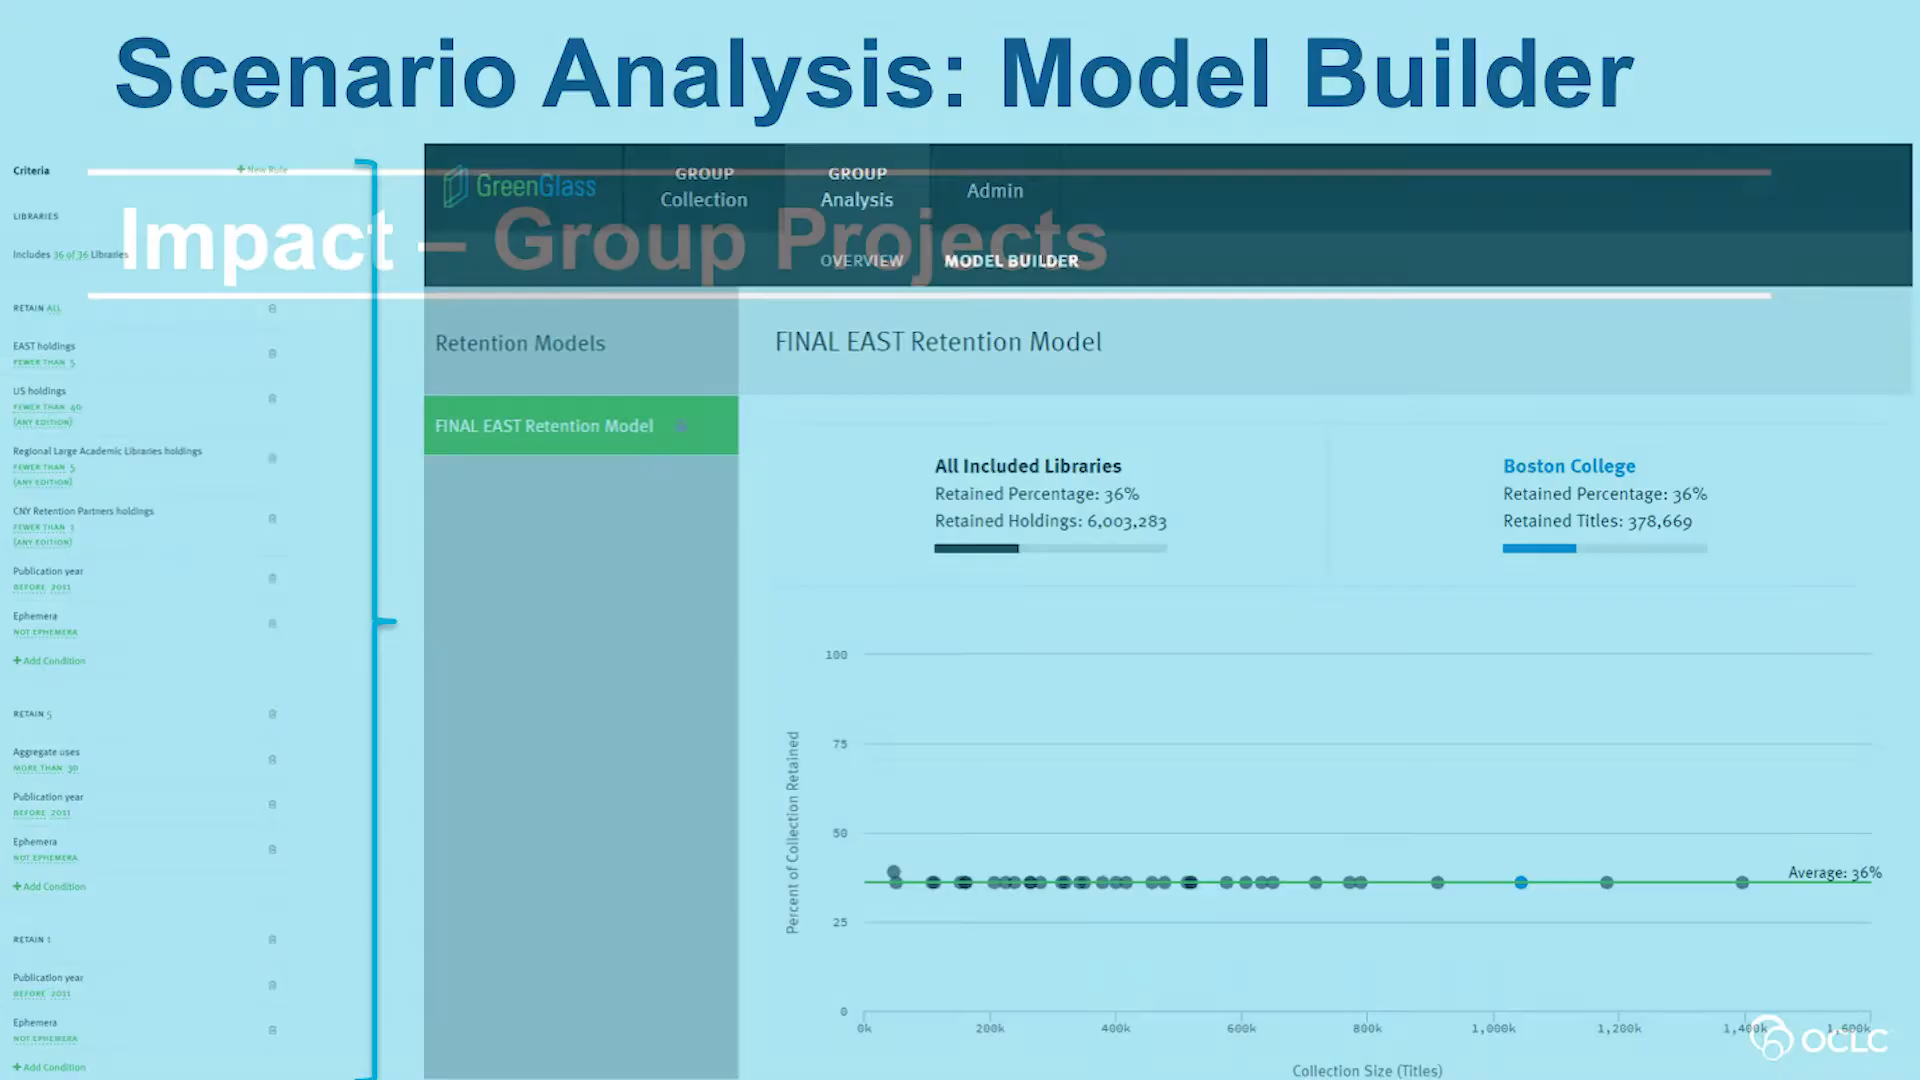 Scenario Analysis: Model Builder
Impact – Group Projects
Criteria
+ New Rule
LIBRARIES
Includes 36 of 36 Libraries
RETAIN ALL
EAST holdings
FEWER THAN 5
US holdings
FEWER THAN 40
(ANY EDITION)
Regional Large Academic Libraries holdings
FEWER THAN 5
(ANY EDITION)
CNY Retention Partners holdings
FEWER THAN 1
(ANY EDITION)
Publication year
BEFORE 2011
Ephemera
NOT EPHEMERA
+ Add Condition
RETAIN 5
Aggregate uses
MORE THAN 30
Publication year
BEFORE 2011
Ephemera
NOT EPHEMERA
+ Add Condition
RETAIN 1
Publication year
BEFORE 2011
Ephemera
NOT EPHEMERA
+ Add Condition
GreenGlass
GROUP
Collection
GROUP
Analysis
Admin
OVERVIEW
MODEL BUILDER
Retention Models
FINAL EAST Retention Model
FINAL EAST Retention Model
All Included Libraries
Retained Percentage: 36%
Retained Holdings: 6,003,283
Boston College
Retained Percentage: 36%
Retained Titles: 378,669
Percent of Collection Retained
100
75
50
25
0
Average: 36%
0k
200k
400k
600k
800k
1,000k
1,200k
1,400k
1,600k
Collection Size (Titles)
OCLC